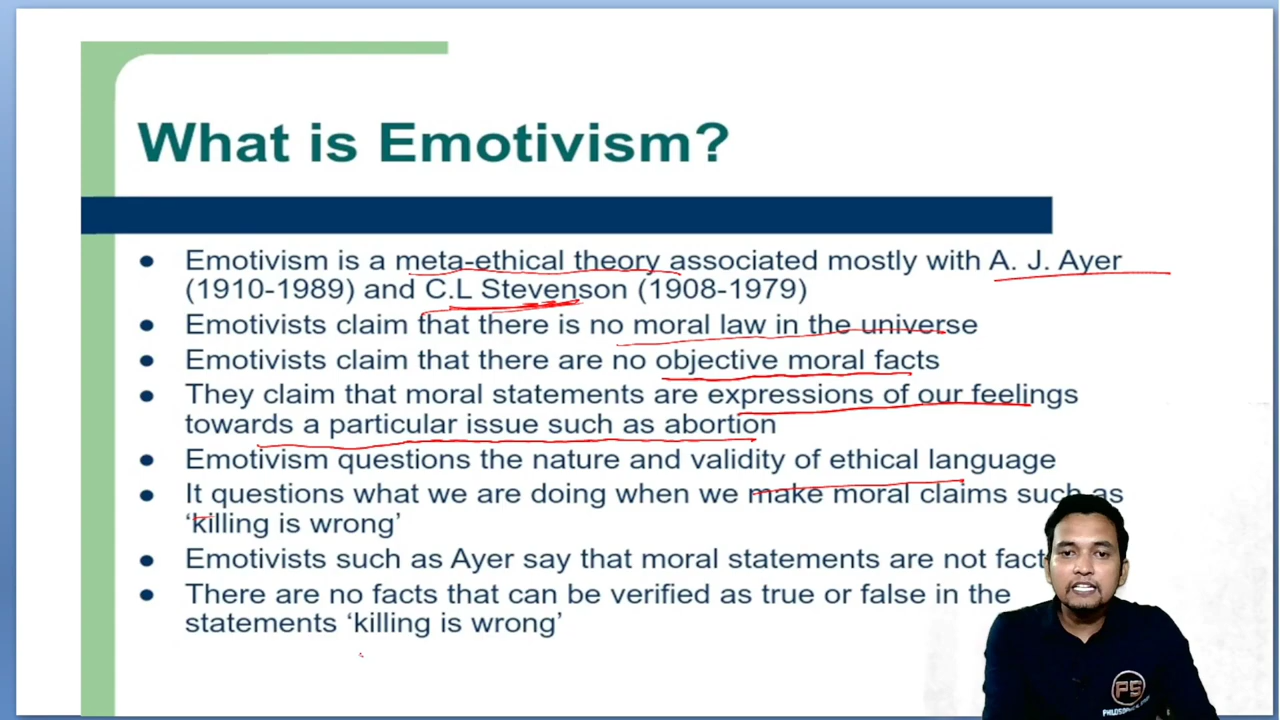 What is Emotivism?
Emotivism is a meta-ethical theory associated mostly with A. J. Ayer
(1910-1989) and C.L Stevenson (1908-1979)
Emotivists claim that there is no moral law in the universe
Emotivists claim that there are no objective moral facts
They claim that moral statements are expressions of our feelings
towards a particular issue such as abortion
Emotivism questions the nature and validity of ethical language
It questions what we are doing when we make moral claims such as
‘killing is wrong’
Emotivists such as Ayer say that moral statements are not
There are no facts that can be verified as true or false in the
statements ‘killing is wrong’
PS